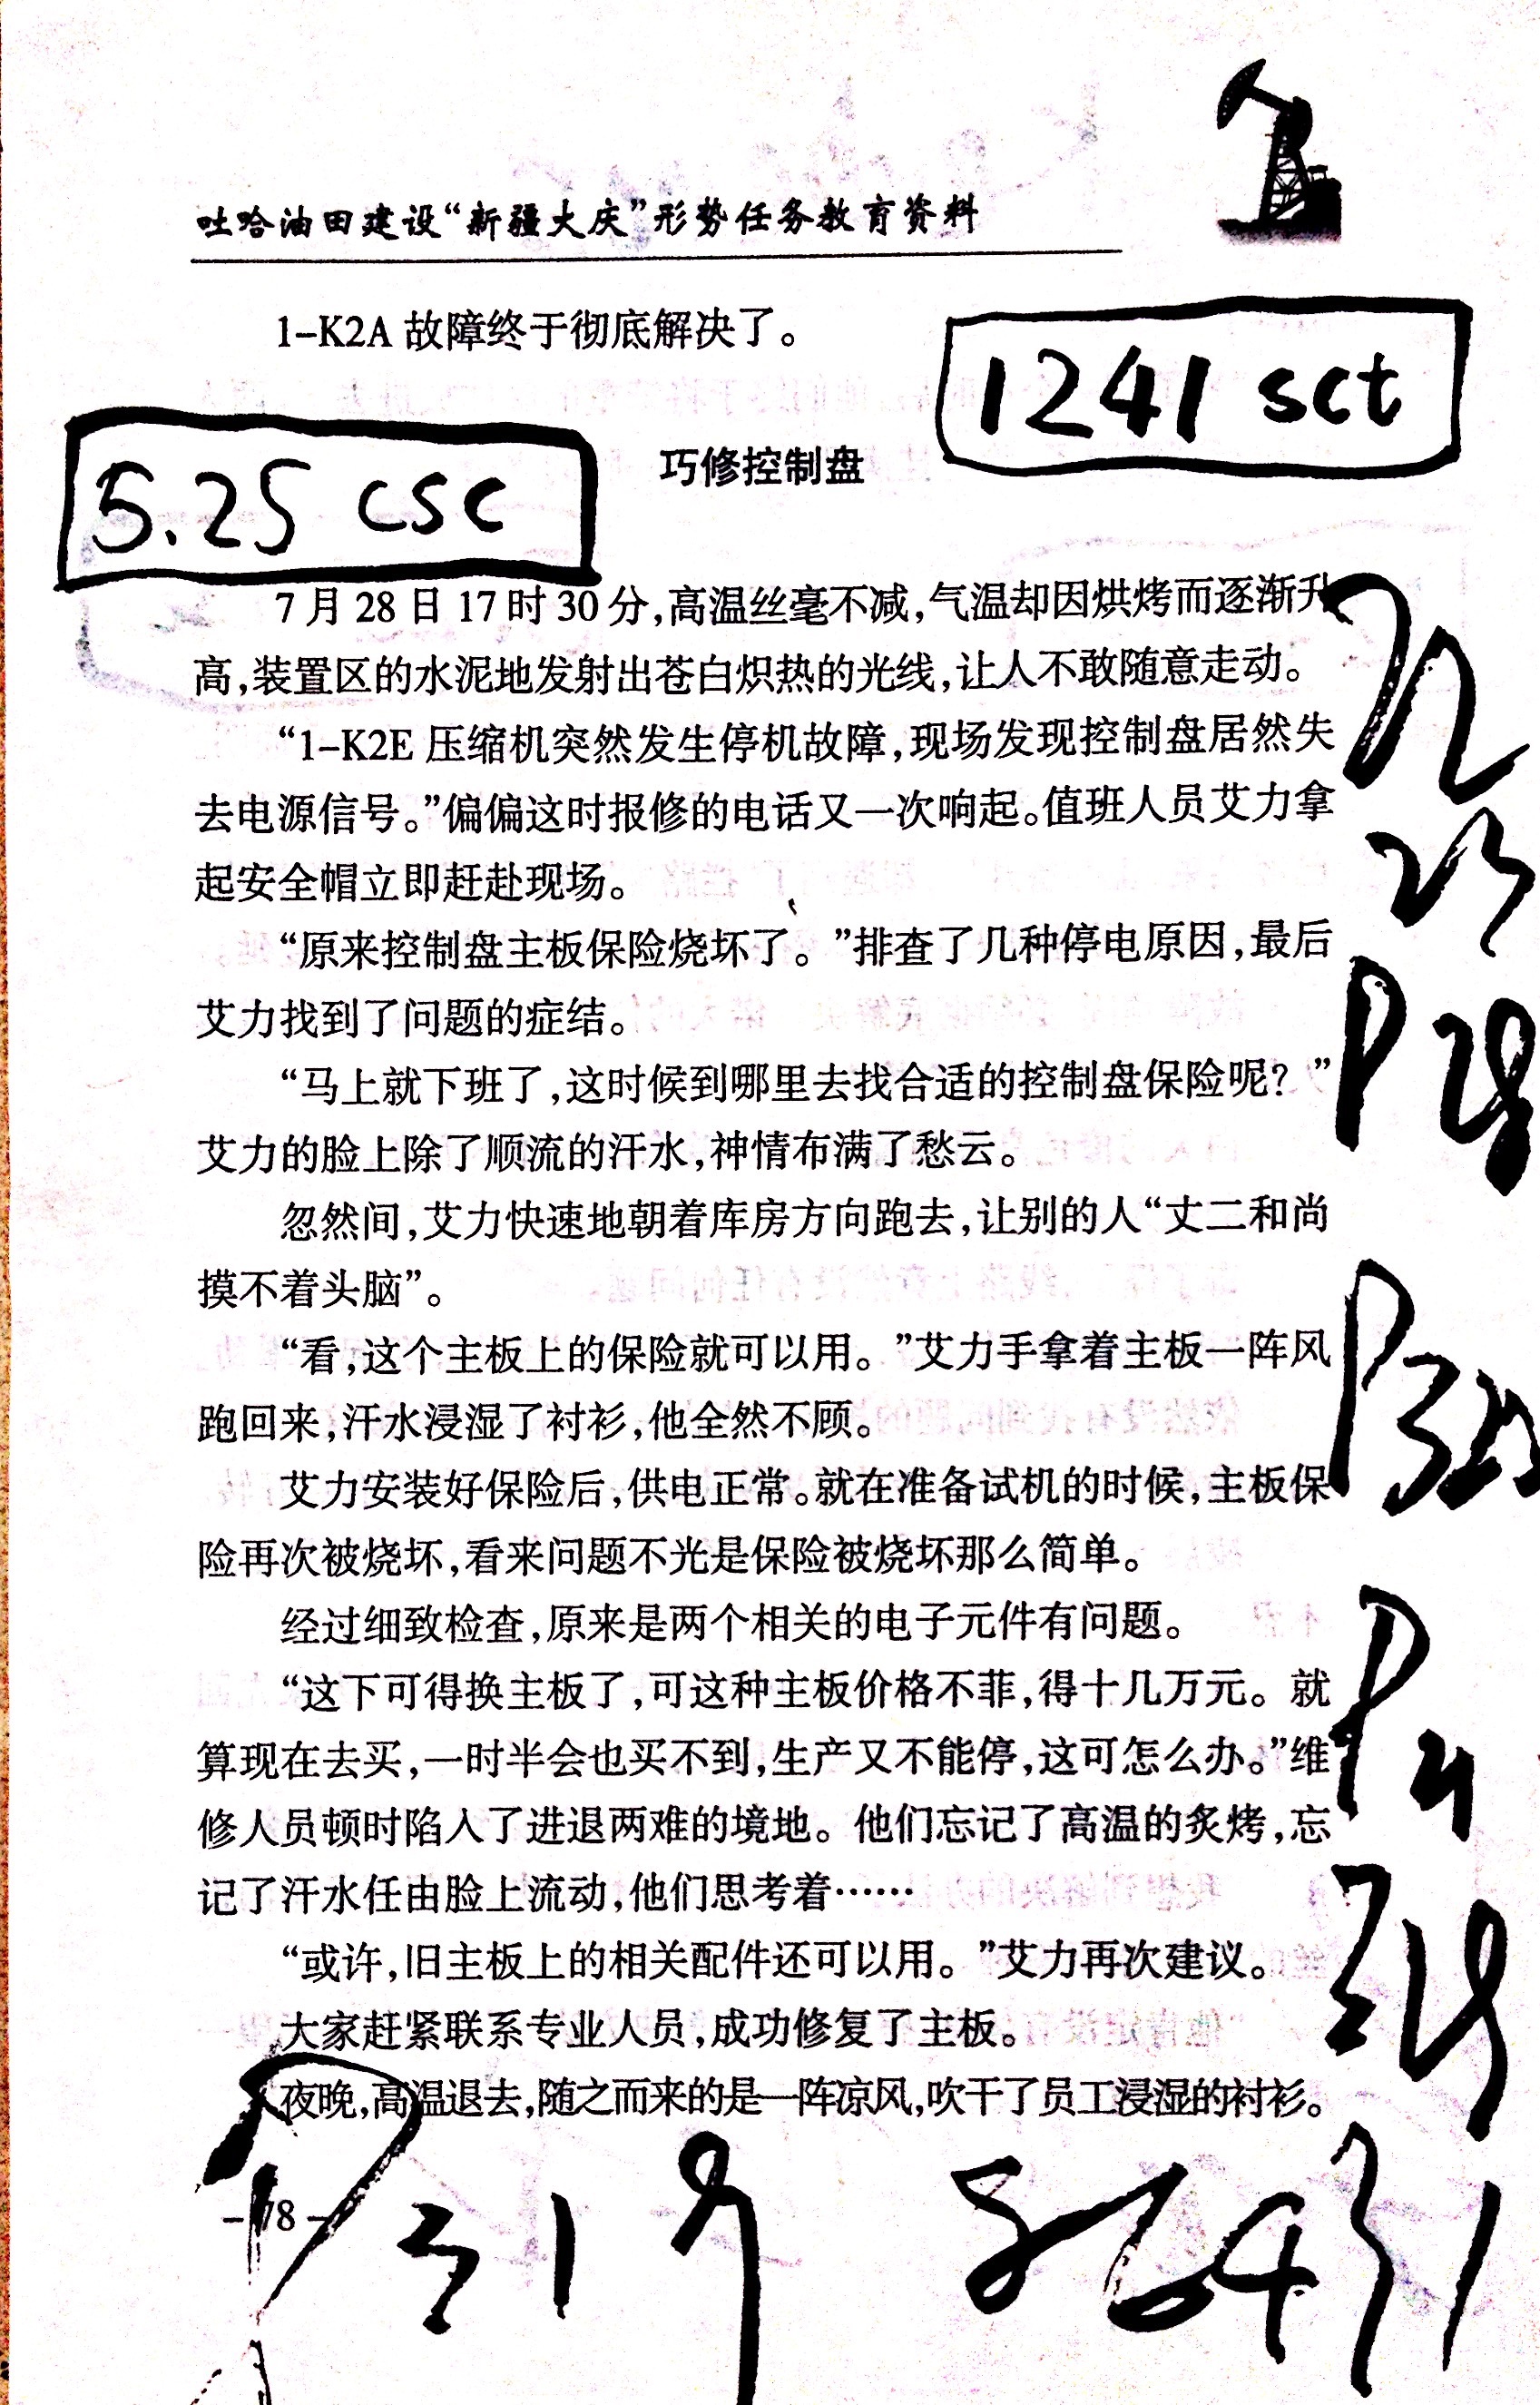 吐哈油田建设“新疆大庆”形势任务教育资料
1-K2A 故障终于彻底解决了。
1241 sct
巧修控制盘
5.25 csc
7 月 28 日 17 时 30 分,高温丝毫不减,气温却因烘烤而逐渐升
高,装置区的水泥地发射出苍白炽热的光线,让人不敢随意走动。
“1-K2E 压缩机突然发生停机故障,现场发现控制盘居然失
去电源信号。”偏偏这时报修的电话又一次响起。值班人员艾力拿
起安全帽立即赶赴现场。
“原来控制盘主板保险烧坏了。”排查了几种停电原因,最后
艾力找到了问题的症结。
“马上就下班了,这时候到哪里去找合适的控制盘保险呢?”
艾力的脸上除了顺流的汗水,神情布满了愁云。
忽然间,艾力快速地朝着库房方向跑去,让别的人“丈二和尚
摸不着头脑”。
“看,这个主板上的保险就可以用。”艾力手拿着主板一阵风
跑回来,汗水浸湿了衬衫,他全然不顾。
艾力安装好保险后,供电正常。就在准备试机的时候,主板保
险再次被烧坏,看来问题不光是保险被烧坏那么简单。
经过细致检查,原来是两个相关的电子元件有问题。
“这下可得换主板了,可这种主板价格不菲,得十几万元。就
算现在去买,一时半会也买不到,生产又不能停,这可怎么办。”维
修人员顿时陷入了进退两难的境地。他们忘记了高温的炙烤,忘
记了汗水任由脸上流动,他们思考着……
“或许,旧主板上的相关配件还可以用。”艾力再次建议。
大家赶紧联系专业人员,成功修复了主板。
夜晚,高温退去,随之而来的是一阵凉风,吹干了员工浸湿的衬衫。